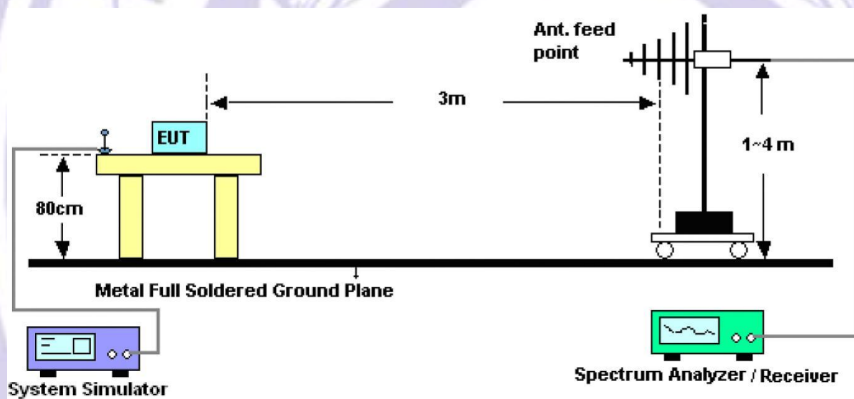 Ant. feed
point
3m
EUT
1~4 m
80cm
Metal Full Soldered Ground Plane
System Simulator
Spectrum Analyzer / Receiver